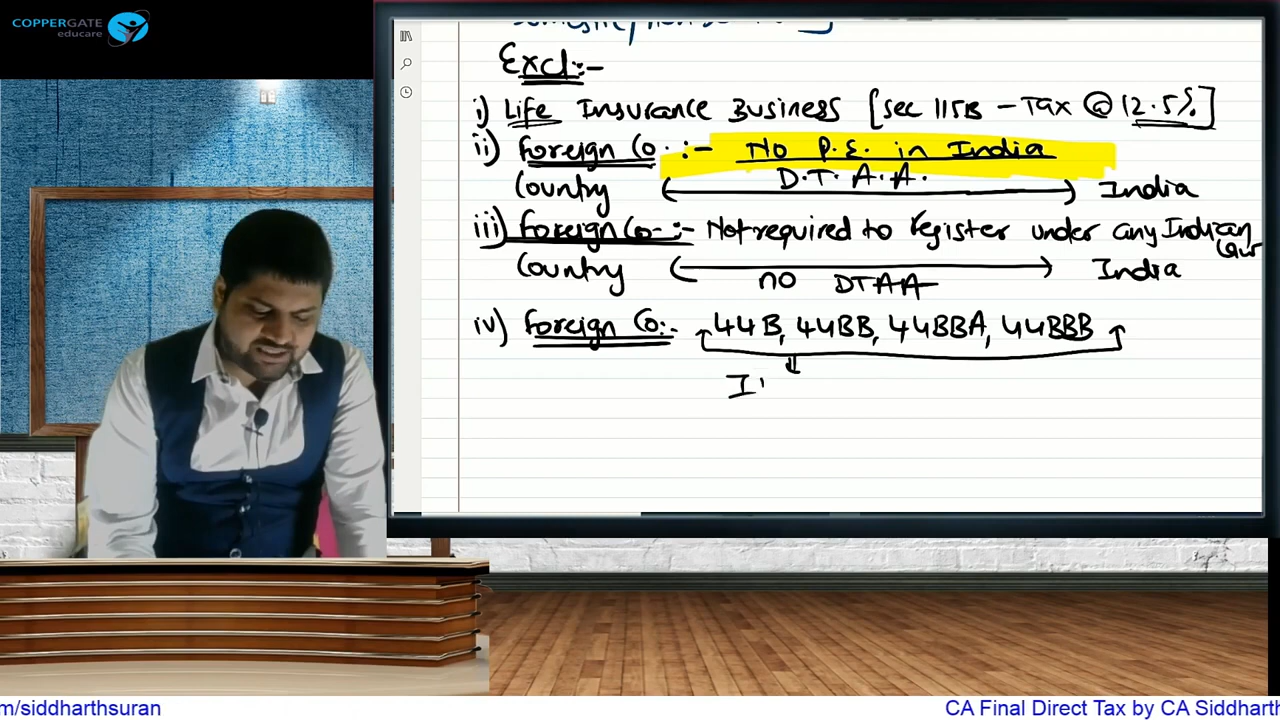 COPPERGATE
educare
Excl:-
i) Life Insurance Business [Sec 115B - Tax @ 12.5%]
ii) Foreign Co. :- No P.E. in India
Country D.T.A.A. India
iii) Foreign Co. :- Not required to register under any Indian
Country no DTAA India
iv) Foreign Co:- 44B, 44BB, 44BBA, 44BBB
m/siddharthsuran
CA Final Direct Tax by CA Siddharth